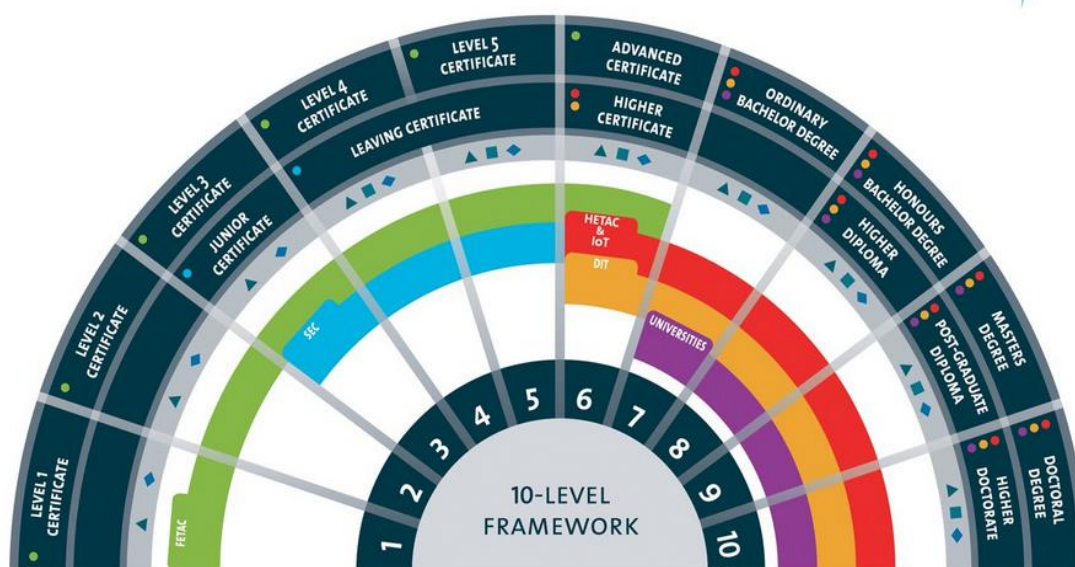 LEVEL 1
CERTIFICATE
LEVEL 2
CERTIFICATE
LEVEL 3
CERTIFICATE
JUNIOR
CERTIFICATE
LEVEL 4
CERTIFICATE
LEVEL 5
CERTIFICATE
LEAVING CERTIFICATE
ADVANCED
CERTIFICATE
HIGHER
CERTIFICATE
ORDINARY
BACHELOR DEGREE
HONOURS
BACHELOR DEGREE
HIGHER
DIPLOMA
MASTERS
DEGREE
POST-GRADUATE
DIPLOMA
DOCTORAL
DEGREE
HIGHER
DOCTORATE
FETAC
SEC
HETAC
&
IoT
DIT
UNIVERSITIES
1
2
3
4
5
6
7
8
9
10
10-LEVEL
FRAMEWORK